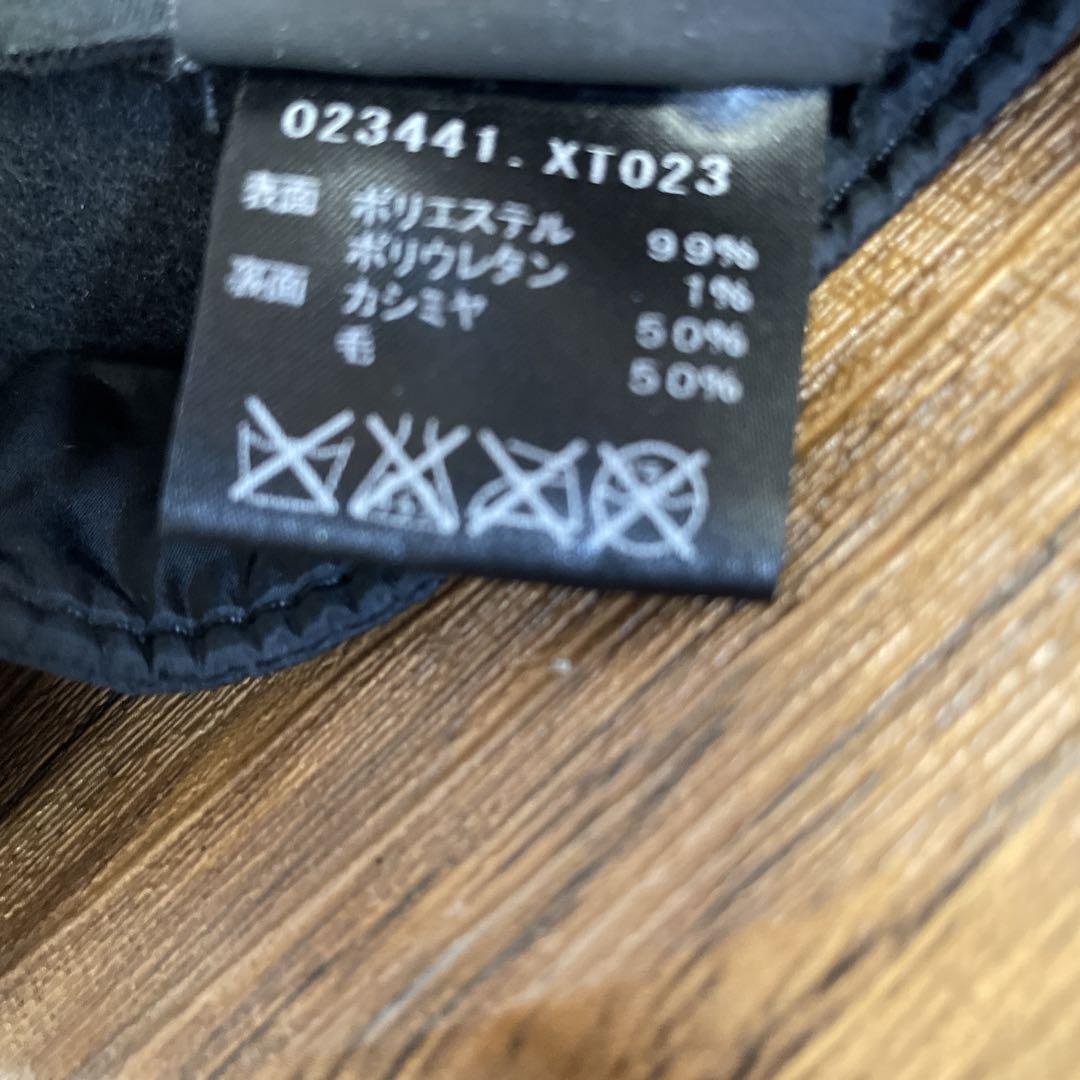 023441.XT023
表面 ポリエステル 99%
ポリウレタン 1%
裏面 カシミヤ 50%
毛 50%